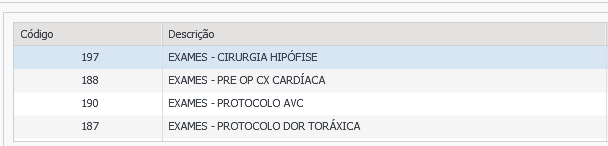 Código Descrição
197 EXAMES - CIRURGIA HIPÓFISE
188 EXAMES - PRE OP CX CARDÍACA
190 EXAMES - PROTOCOLO AVC
187 EXAMES - PROTOCOLO DOR TORÁXICA